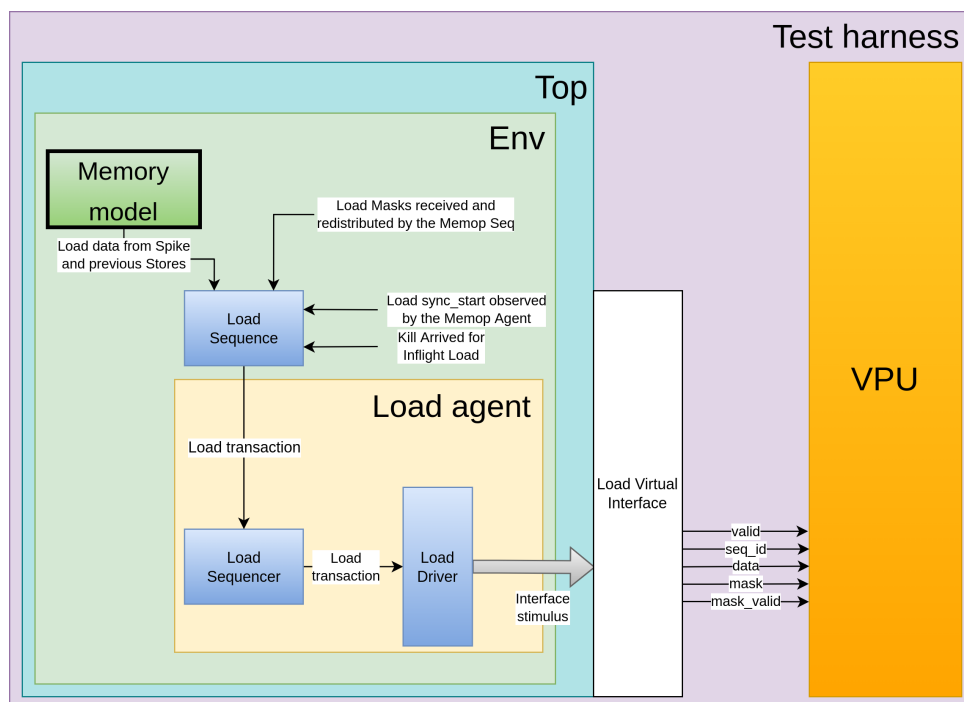 Test harness
Top
Env
Memory
model
Load Masks received and
redistributed by the Memop Seq
Load data from Spike
and previous Stores
Load
Sequence
Load sync_start observed
by the Memop Agent
Kill Arrived for
Inflight Load
Load agent
Load transaction
Load
Sequencer
Load
transaction
Load
Driver
Interface
stimulus
Load Virtual
Interface
valid
seq_id
data
mask
mask_valid
VPU